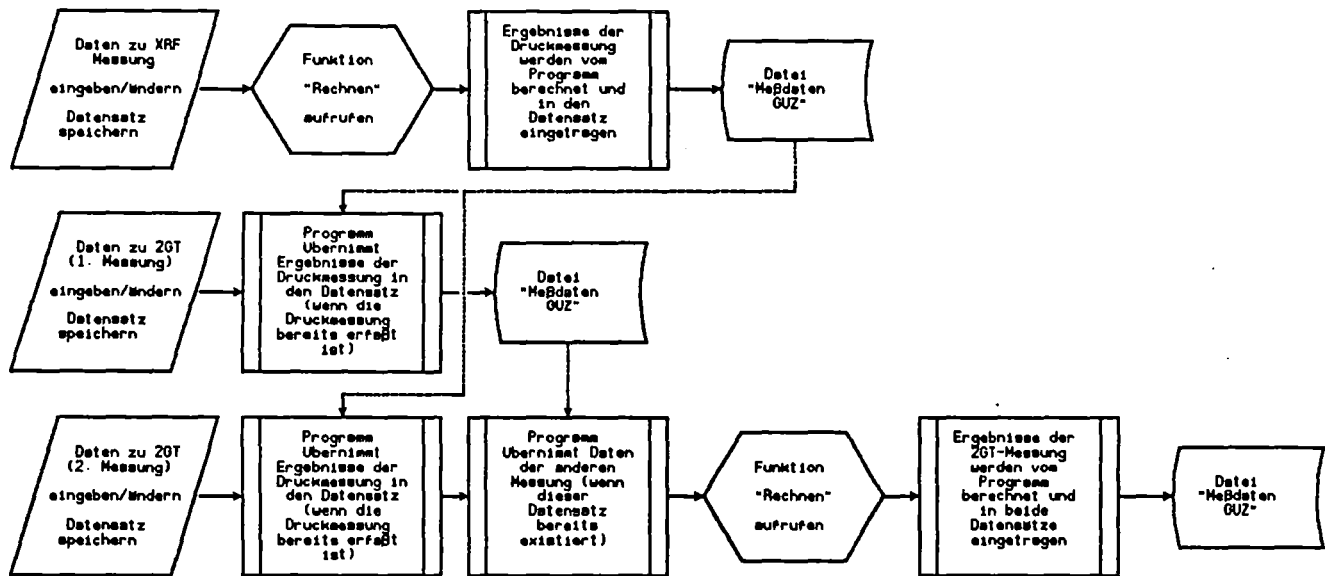 Daten zu XRF
Messung
eingeben/ändern
Datensatz
speichern
Funktion
"Rechnen"
aufrufen
Ergebnisse der
Druckmessung
werden vom
Programm
berechnet und
in den
Datensatz
eingetragen
Datei
"Meßdaten
GUZ"
Daten zu 2GT
(1. Messung)
eingeben/ändern
Datensatz
speichern
Programm
übernimmt
Ergebnisse der
Druckmessung in
den Datensatz
(wenn die
Druckmessung
bereits erfaßt
ist)
Datei
"Meßdaten
GUZ"
Daten zu 2GT
(2. Messung)
eingeben/ändern
Datensatz
speichern
Programm
übernimmt
Ergebnisse der
Druckmessung in
den Datensatz
(wenn die
Druckmessung
bereits erfaßt
ist)
Programm
übernimmt Daten
der anderen
Messung (wenn
dieser
Datensatz
bereits
existiert)
Funktion
"Rechnen"
aufrufen
Ergebnisse der
2GT-Messung
werden vom
Programm
berechnet und
in beide
Datensätze
eingetragen
Datei
"Meßdaten
GUZ"